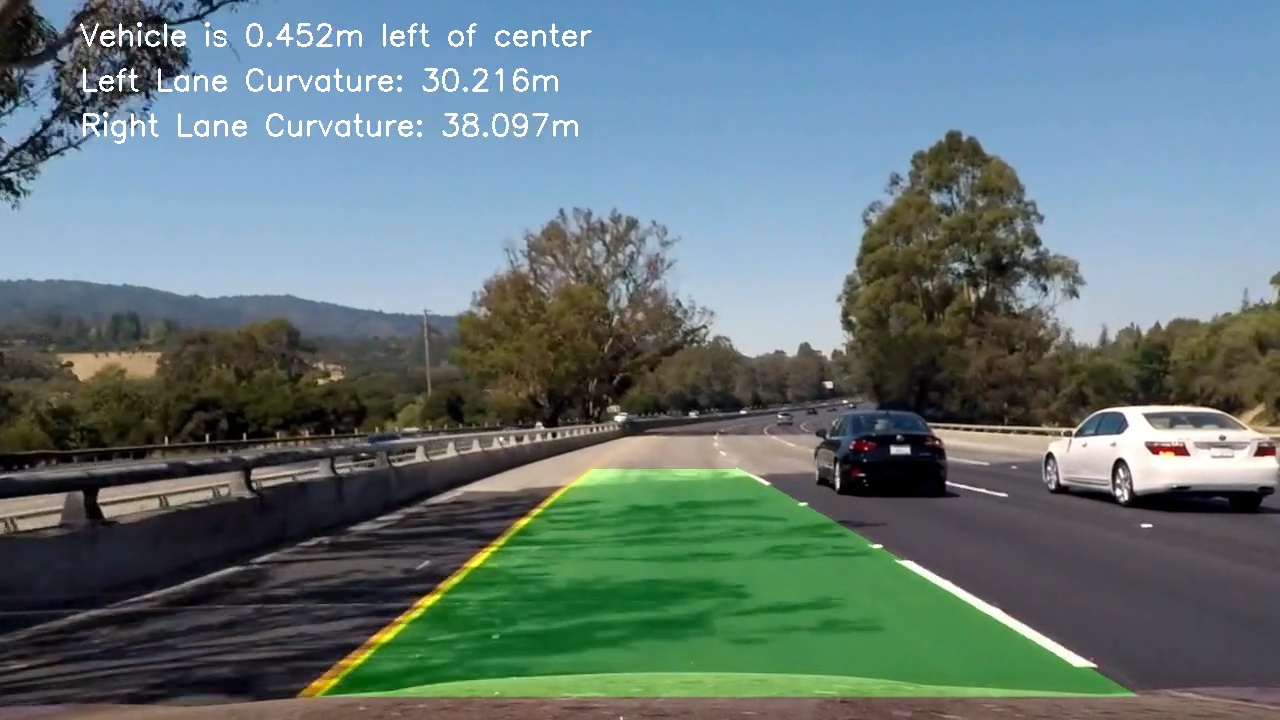 Vehicle is 0.452m left of center
Left Lane Curvature: 30.216m
Right Lane Curvature: 38.097m